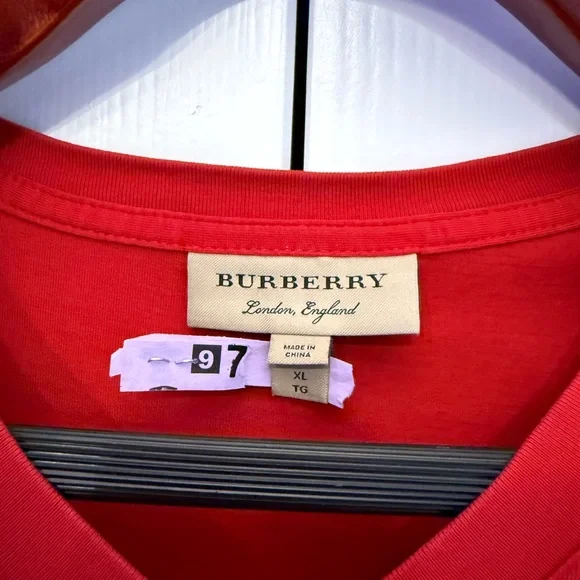 BURBERRY
London, England
MADE IN
CHINA
97
XL
TG